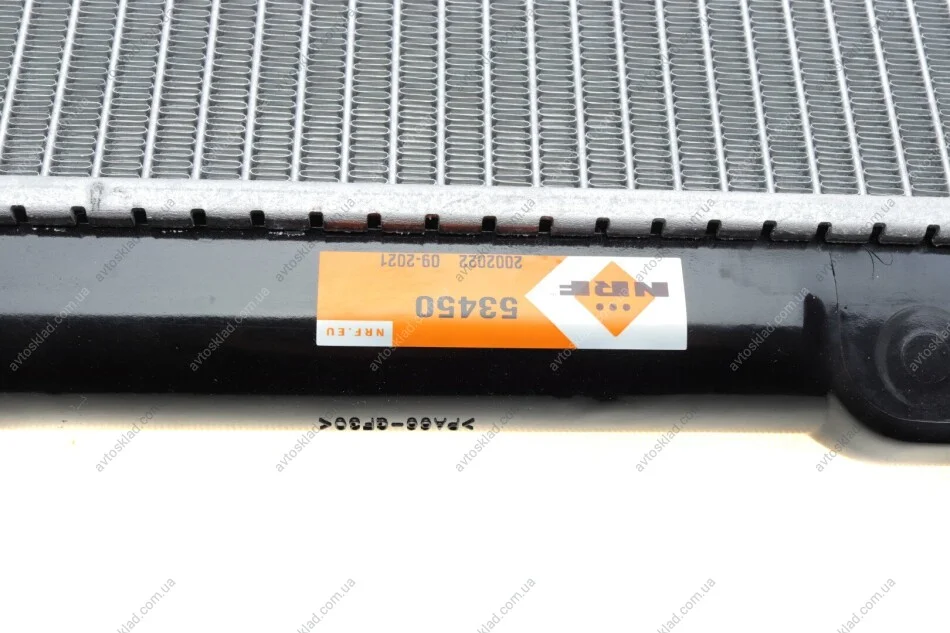 NRF
53450
2002022 09-2021
NRF.EU
>PA66-GF30<
avtosklad.com.ua